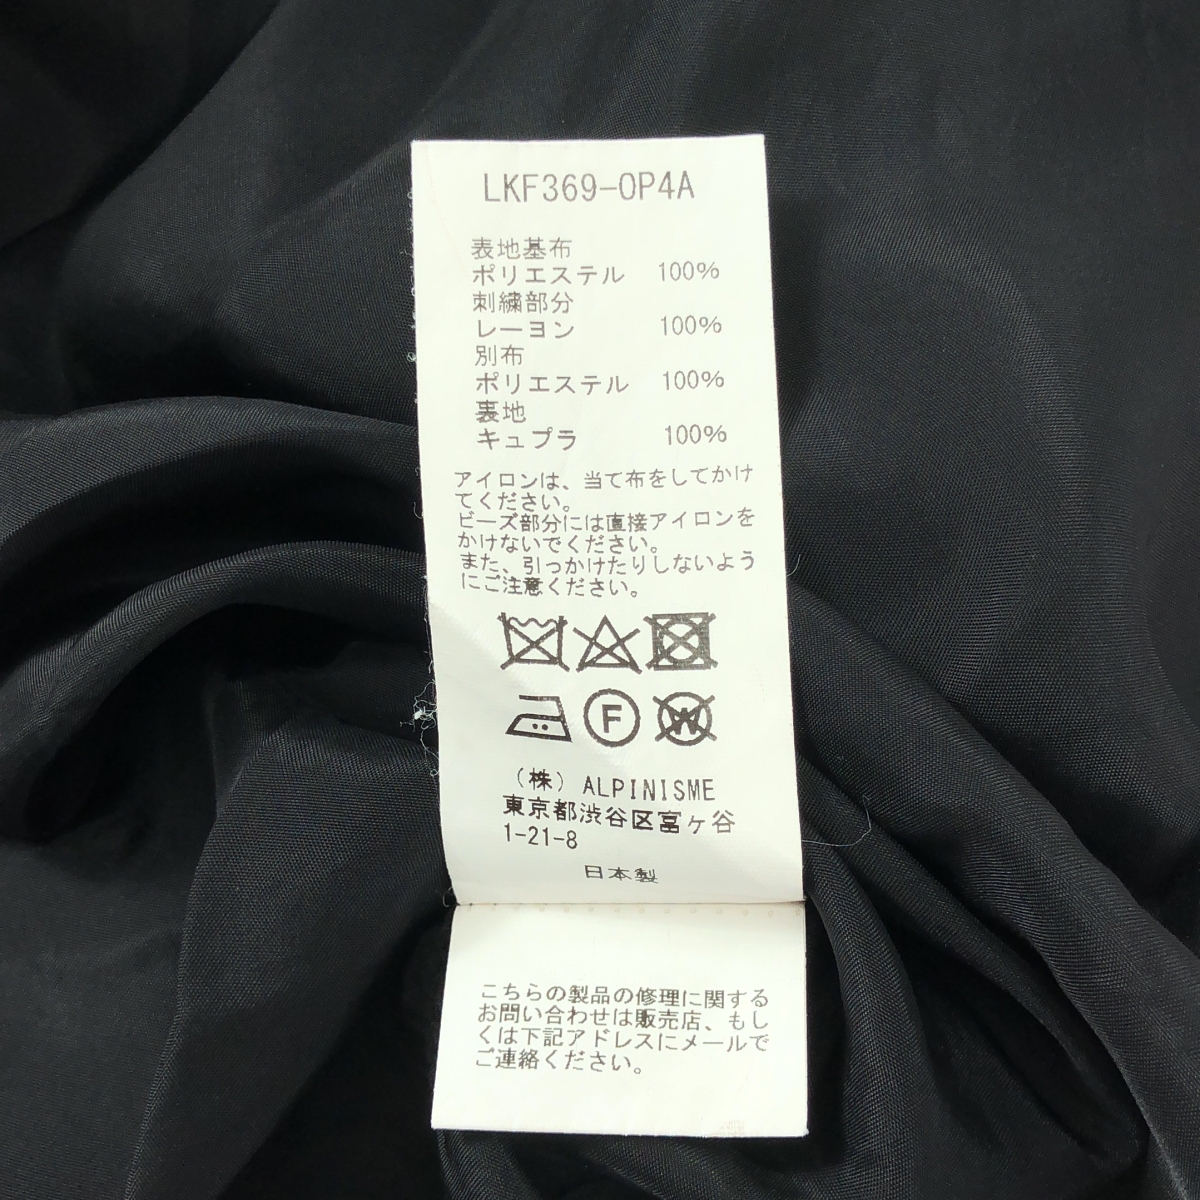 LKF369-OP4A
表地基布
ポリエステル 100%
刺繍部分
レーヨン 100%
別布
ポリエステル 100%
裏地
キュプラ 100%
アイロンは、当て布をしてかけ
てください。
ビーズ部分には直接アイロンを
かけないでください。
また、引っかけたりしないよう
にご注意ください。
F W
（株）ALPINISME
東京都渋谷区富ヶ谷
1-21-8
日本製
こちらの製品の修理に関する
お問い合わせは販売店、もし
くは下記アドレスにメールで
ご連絡ください。